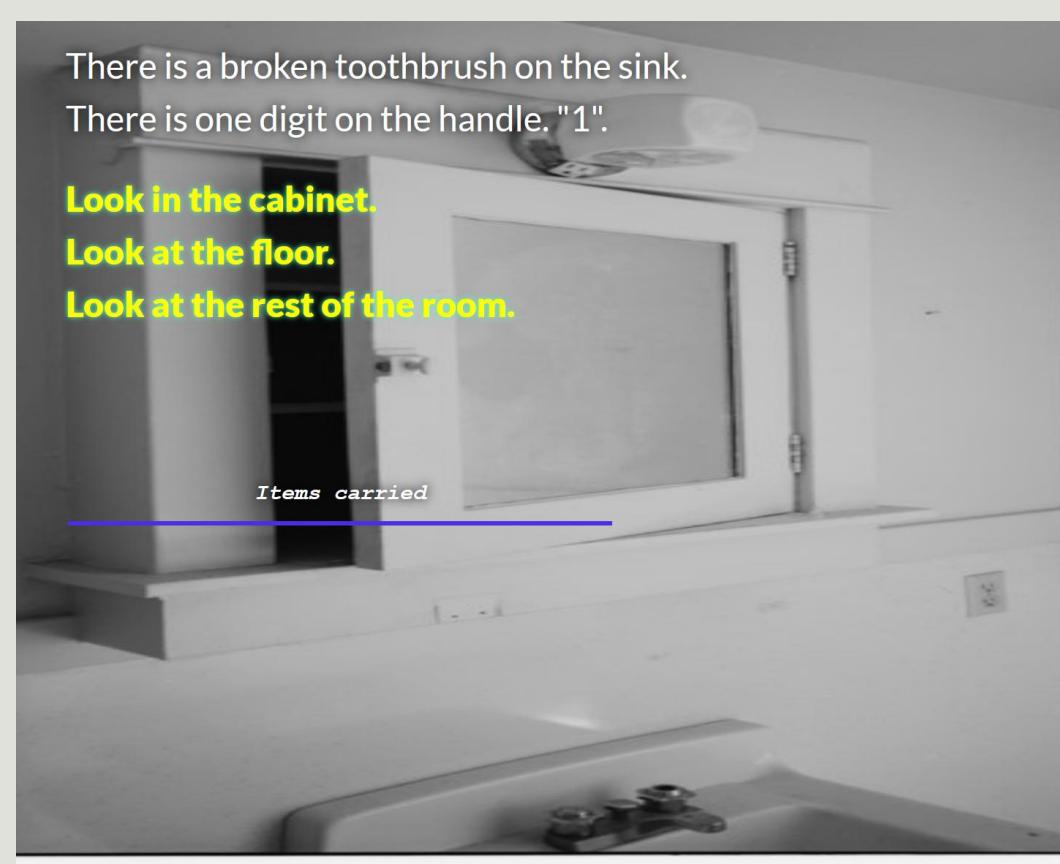 There is a broken toothbrush on the sink.
There is one digit on the handle. "1".
Look in the cabinet.
Look at the floor.
Look at the rest of the room.
Items carried